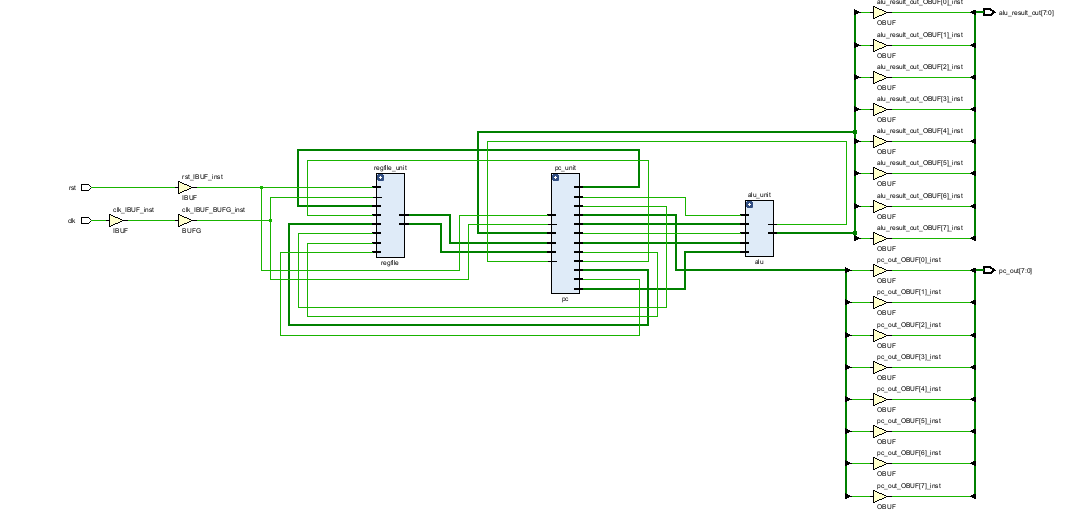 alu_result_out_OBUF[0]_inst
OBUF
alu_result_out[7:0]
alu_result_out_OBUF[1]_inst
OBUF
alu_result_out_OBUF[2]_inst
OBUF
alu_result_out_OBUF[3]_inst
OBUF
alu_result_out_OBUF[4]_inst
OBUF
alu_result_out_OBUF[5]_inst
OBUF
alu_result_out_OBUF[6]_inst
OBUF
alu_result_out_OBUF[7]_inst
OBUF
rst
rst_IBUF_inst
IBUF
clk
clk_IBUF_inst
IBUF
clk_IBUF_BUFG_inst
BUFG
regfile_unit
regfile
pc_unit
pc
alu_unit
alu
pc_out_OBUF[0]_inst
OBUF
pc_out[7:0]
pc_out_OBUF[1]_inst
OBUF
pc_out_OBUF[2]_inst
OBUF
pc_out_OBUF[3]_inst
OBUF
pc_out_OBUF[4]_inst
OBUF
pc_out_OBUF[5]_inst
OBUF
pc_out_OBUF[6]_inst
OBUF
pc_out_OBUF[7]_inst
OBUF